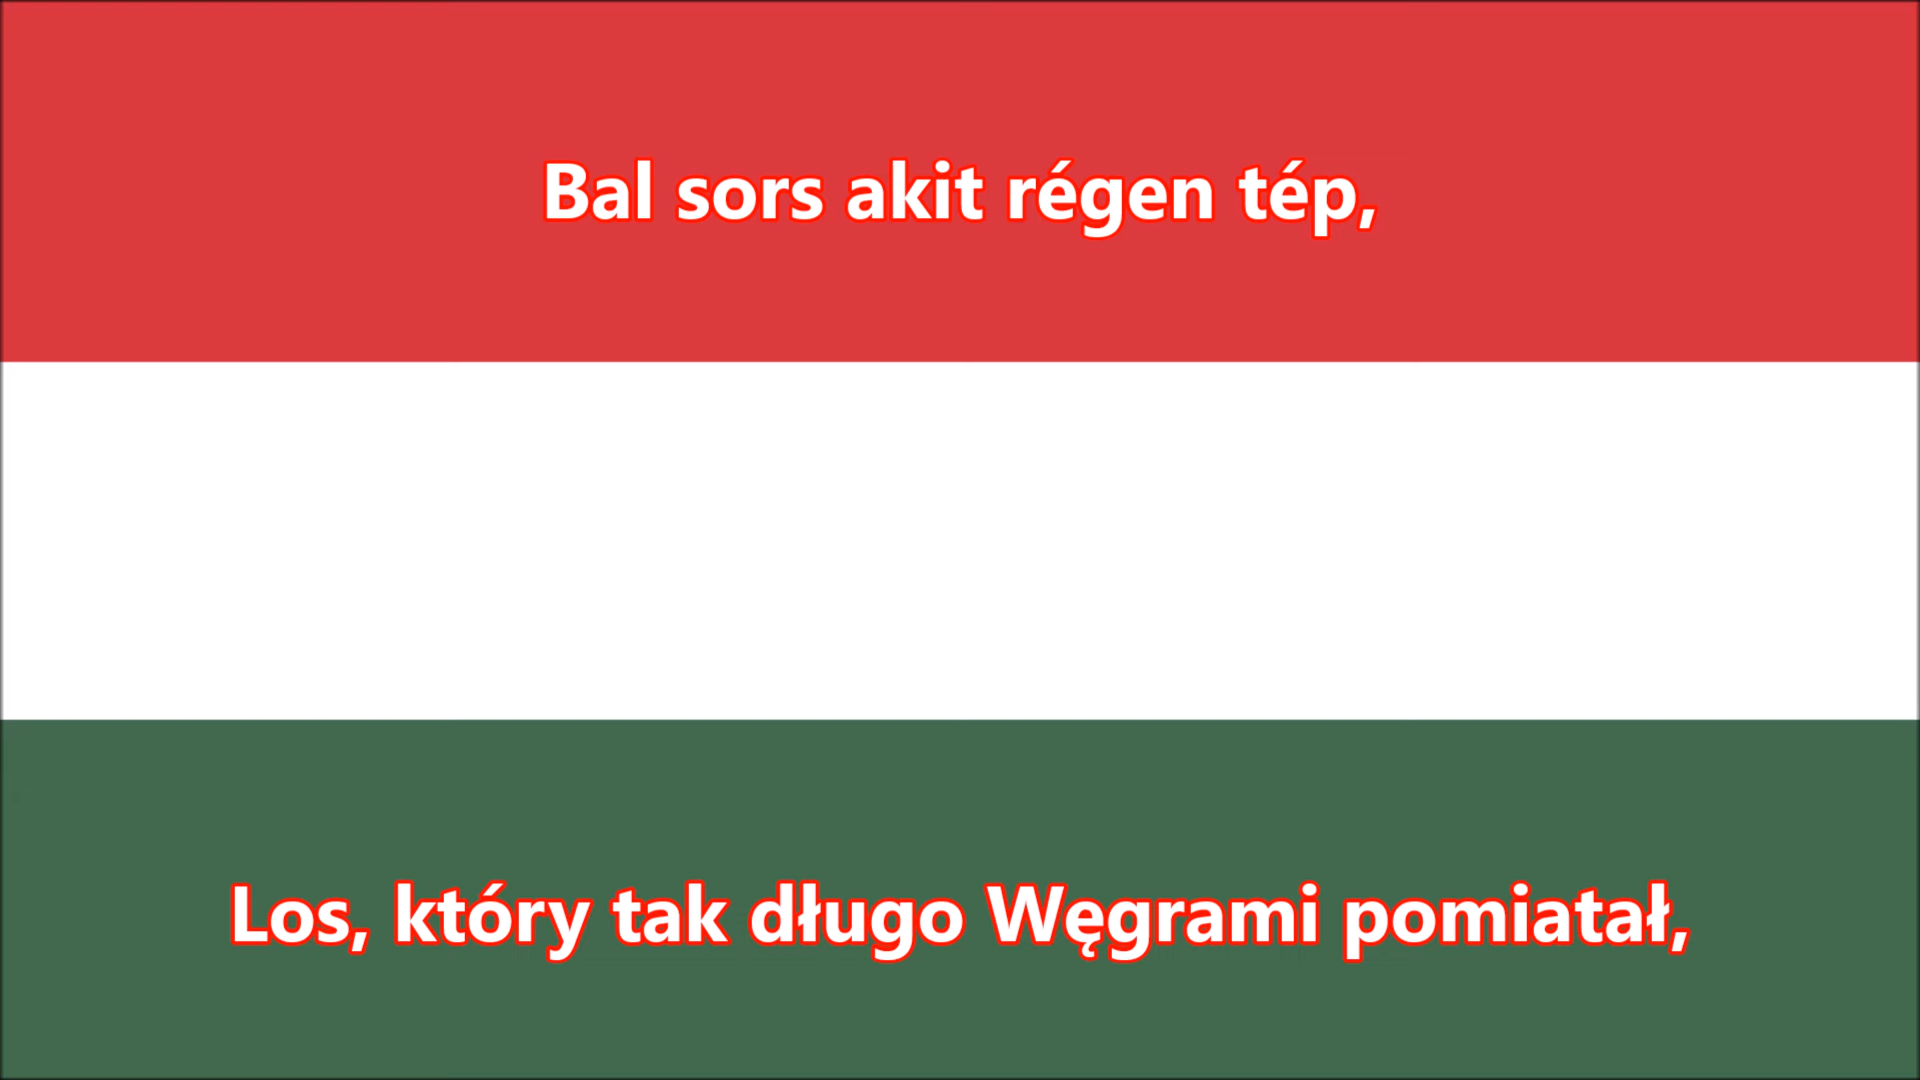 Bal sors akit régen tép,
Los, który tak długo Węgrami pomiatał,